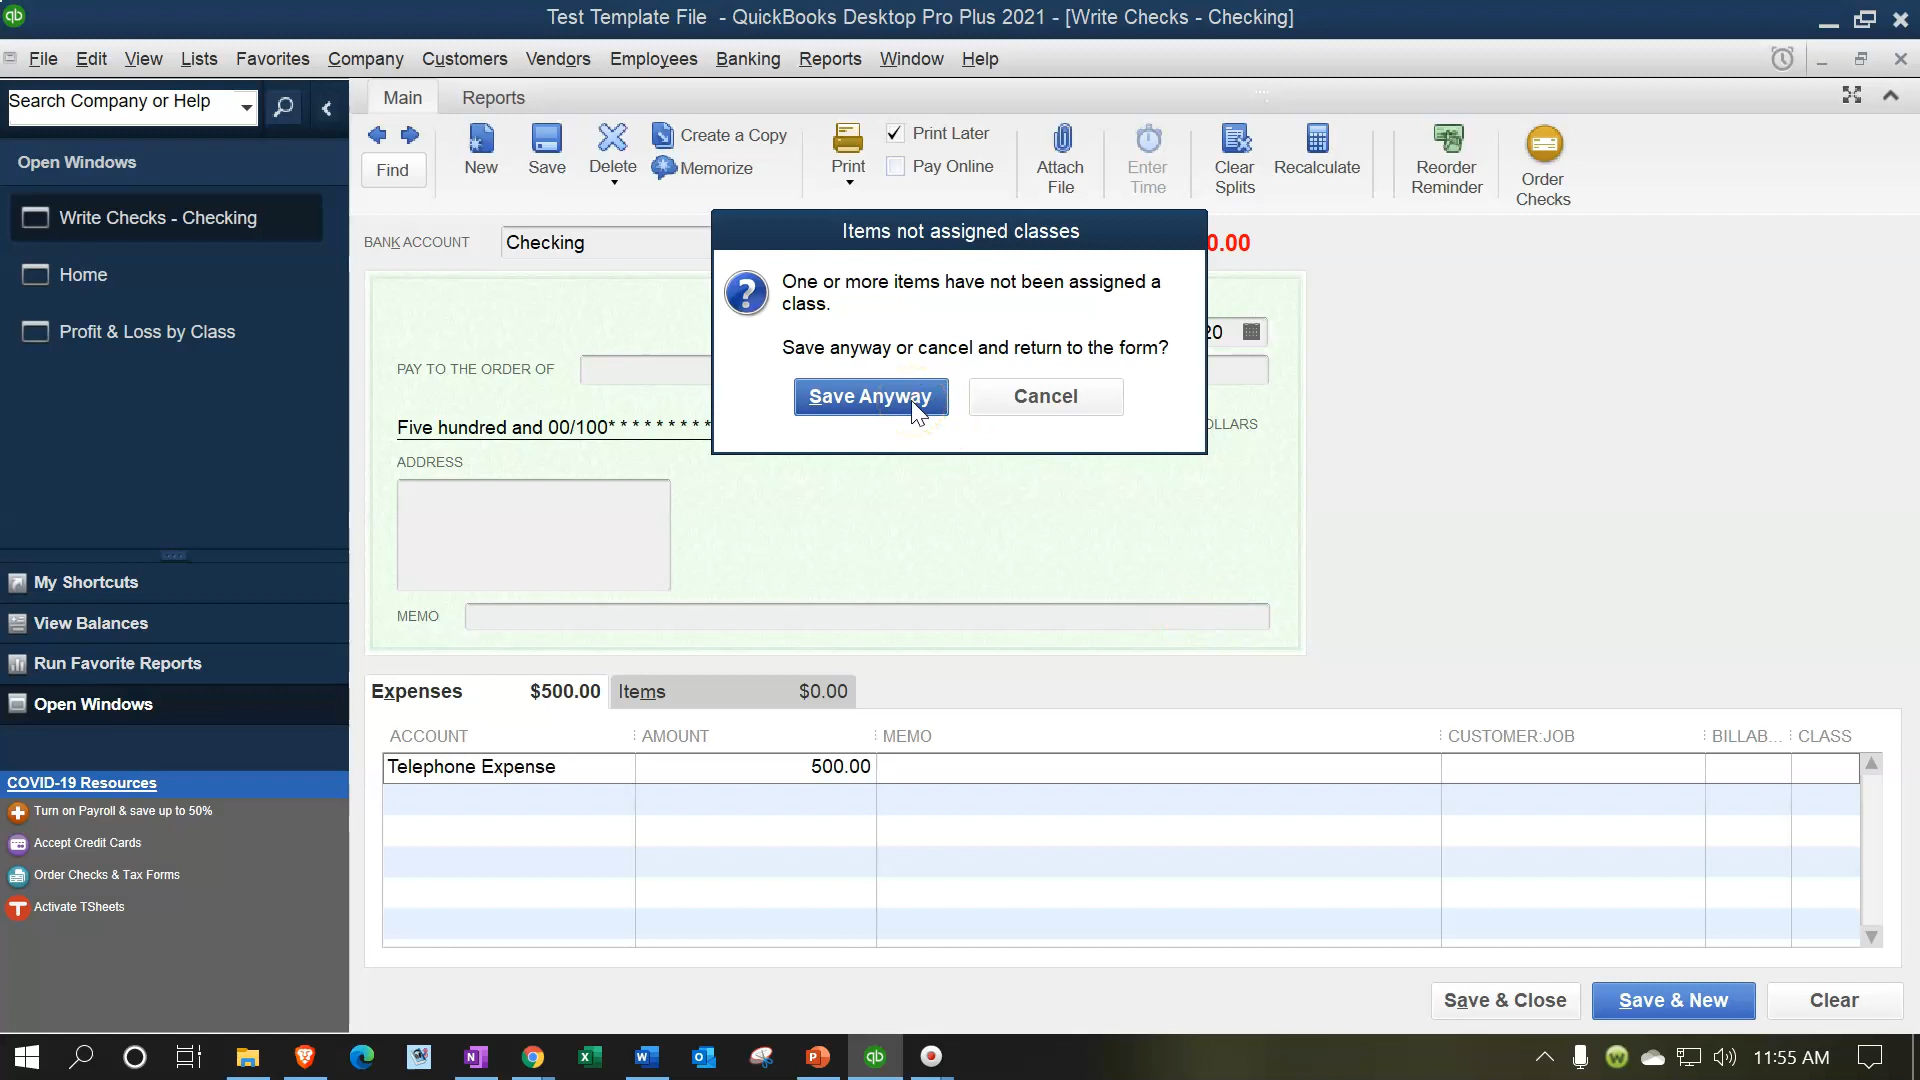 qb
Test Template File - QuickBooks Desktop Pro Plus 2021 - [Write Checks - Checking]
File Edit View Lists Favorites Company Customers Vendors Employees Banking Reports Window Help
Search Company or Help
Main Reports
Find
New
Save
Delete
Create a Copy
Memorize
Print
Print Later
Pay Online
Attach
File
Enter
Time
Clear
Splits
Recalculate
Reorder
Reminder
Order
Checks
Open Windows
Write Checks - Checking
Home
Profit & Loss by Class
My Shortcuts
View Balances
Run Favorite Reports
Open Windows
COVID-19 Resources
Turn on Payroll & save up to 50%
Accept Credit Cards
Order Checks & Tax Forms
Activate TSheets
BANK ACCOUNT Checking
0.00
Items not assigned classes
One or more items have not been assigned a
class.
Save anyway or cancel and return to the form?
Save Anyway Cancel
20
PAY TO THE ORDER OF
Five hundred and 00/100* * * * * * * * *
OLLARS
ADDRESS
MEMO
Expenses $500.00 Items $0.00
ACCOUNT AMOUNT MEMO CUSTOMER:JOB BILLAB... CLASS
Telephone Expense 500.00
Save & Close Save & New Clear
11:55 AM